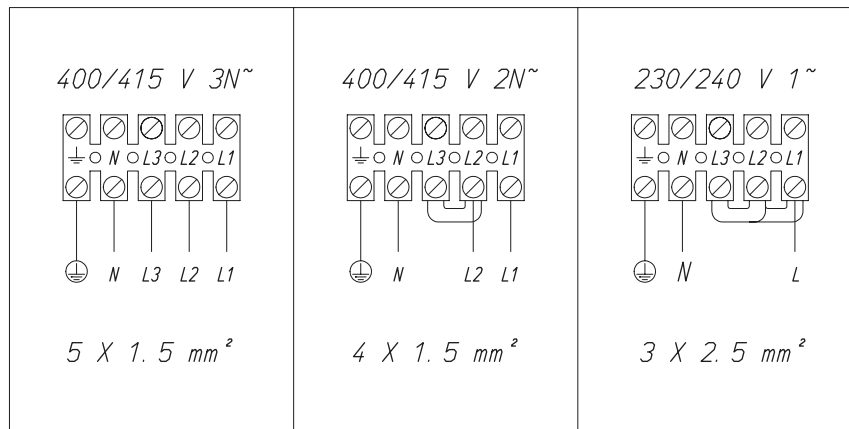 400/415 V 3N~
⏚ N L3 L2 L1
N L3 L2 L1
5 X 1.5 mm²
400/415 V 2N~
⏚ N L3 L2 L1
N L2 L1
4 X 1.5 mm²
230/240 V 1~
⏚ N L3 L2 L1
N L
3 X 2.5 mm²